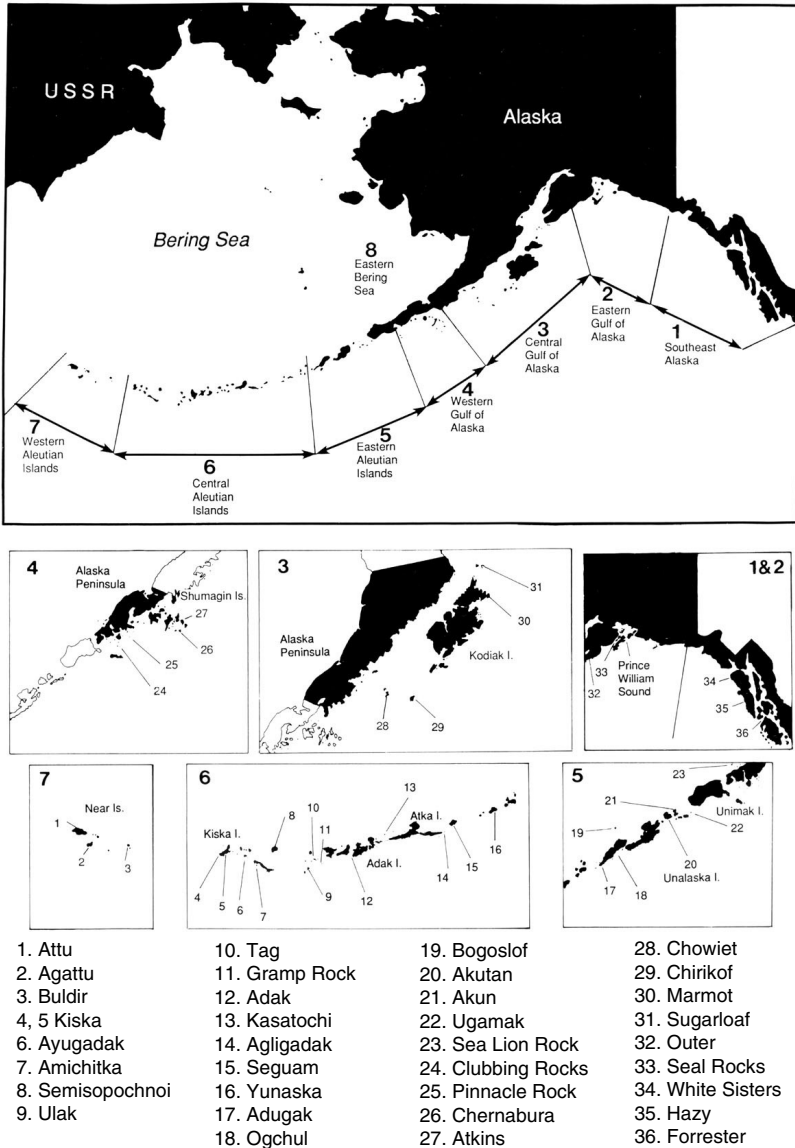 USSR
Alaska
Bering Sea
8
Eastern
Bering
Sea
2
Eastern
Gulf of
Alaska
1
Southeast
Alaska
3
Central
Gulf of
Alaska
4
Western
Gulf of
Alaska
5
Eastern
Aleutian
Islands
6
Central
Aleutian
Islands
7
Western
Aleutian
Islands
4
Alaska
Peninsula
Shumagin Is.
27
26
25
24
3
31
30
Alaska
Peninsula
Kodiak I.
28
29
1&2
33
Prince
William
Sound
32
34
35
36
7
Near Is.
1
2
3
6
13
10
8
11
Kiska I.
Atka I.
Adak I.
4
5
6
7
9
12
14
15
16
5
23
21
Unimak I.
19
22
20
Unalaska I.
17
18
1. Attu
2. Agattu
3. Buldir
4, 5 Kiska
6. Ayugadak
7. Amichitka
8. Semisopochnoi
9. Ulak
10. Tag
11. Gramp Rock
12. Adak
13. Kasatochi
14. Agligadak
15. Seguam
16. Yunaska
17. Adugak
18. Ogchul
19. Bogoslof
20. Akutan
21. Akun
22. Ugamak
23. Sea Lion Rock
24. Clubbing Rocks
25. Pinnacle Rock
26. Chernabura
27. Atkins
28. Chowiet
29. Chirikof
30. Marmot
31. Sugarloaf
32. Outer
33. Seal Rocks
34. White Sisters
35. Hazy
36. Forrester